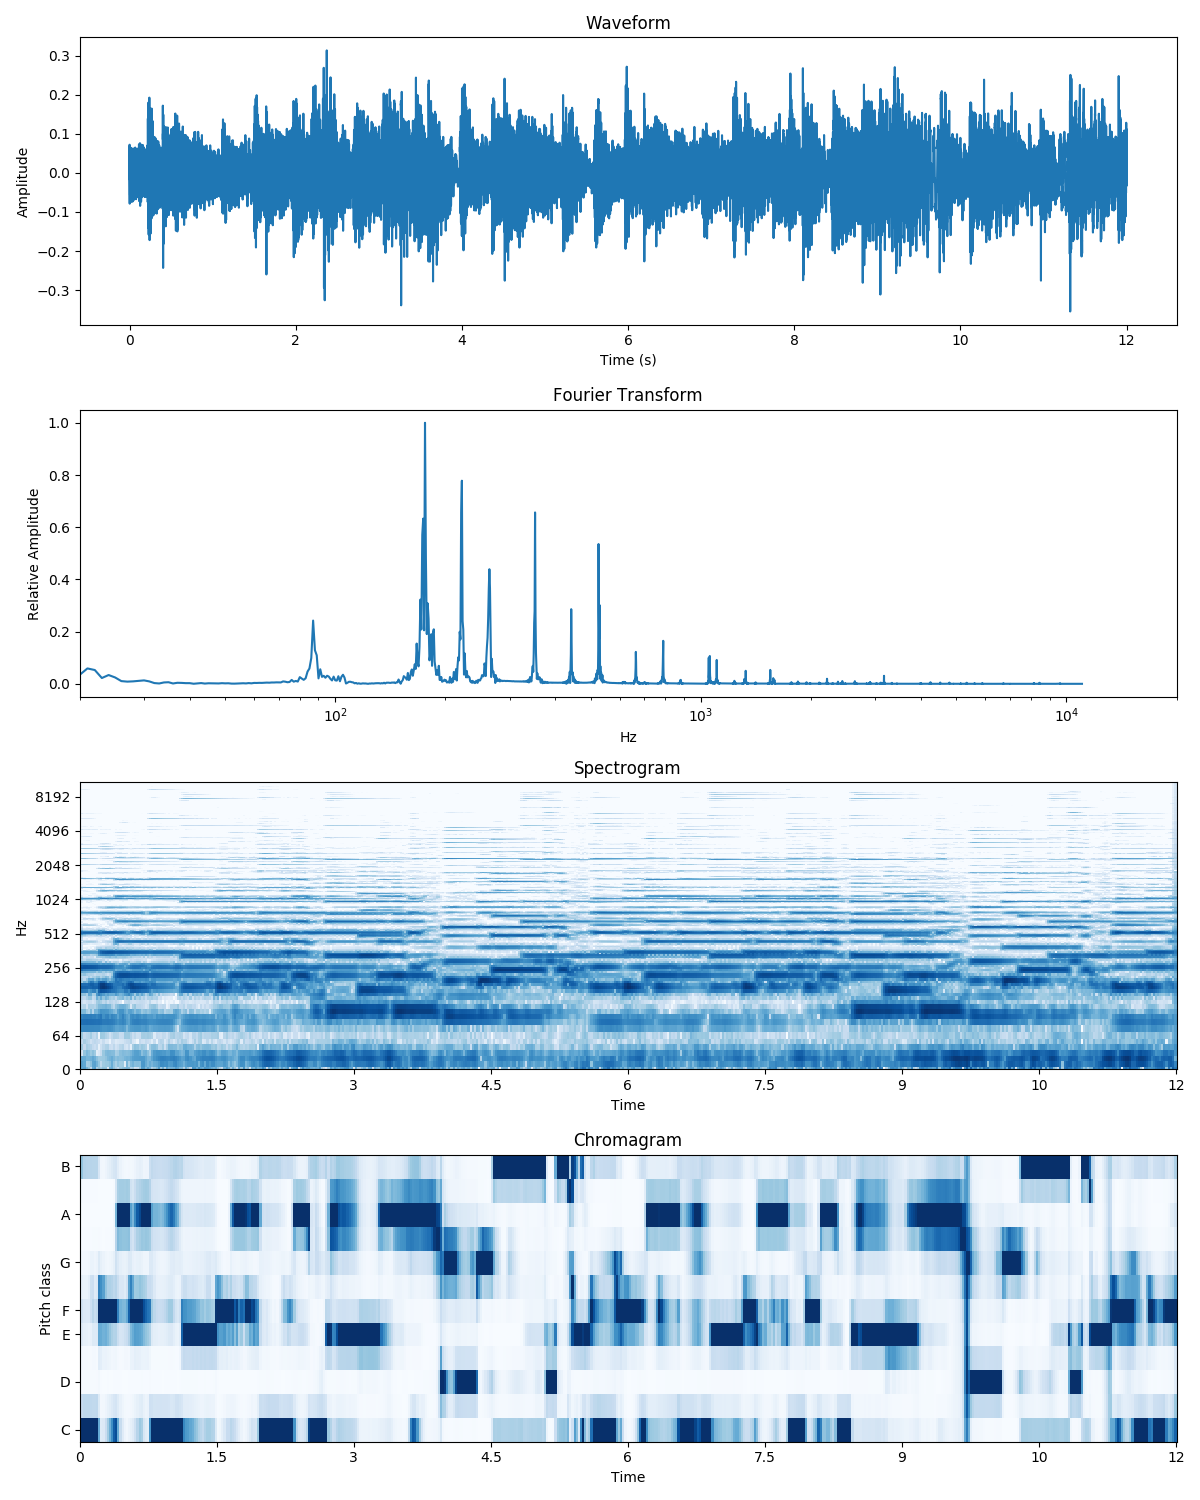 Waveform
0.3
0.2
0.1
0.0
−0.1
−0.2
−0.3
Amplitude
0 2 4 6 8 10 12
Time (s)
Fourier Transform
1.0
0.8
0.6
0.4
0.2
0.0
Relative Amplitude
10² 10³ 10⁴
Hz
Spectrogram
8192
4096
2048
1024
512
256
128
64
0
Hz
0 1.5 3 4.5 6 7.5 9 10 12
Time
Chromagram
B
A
G
F
E
D
C
Pitch class
0 1.5 3 4.5 6 7.5 9 10 12
Time